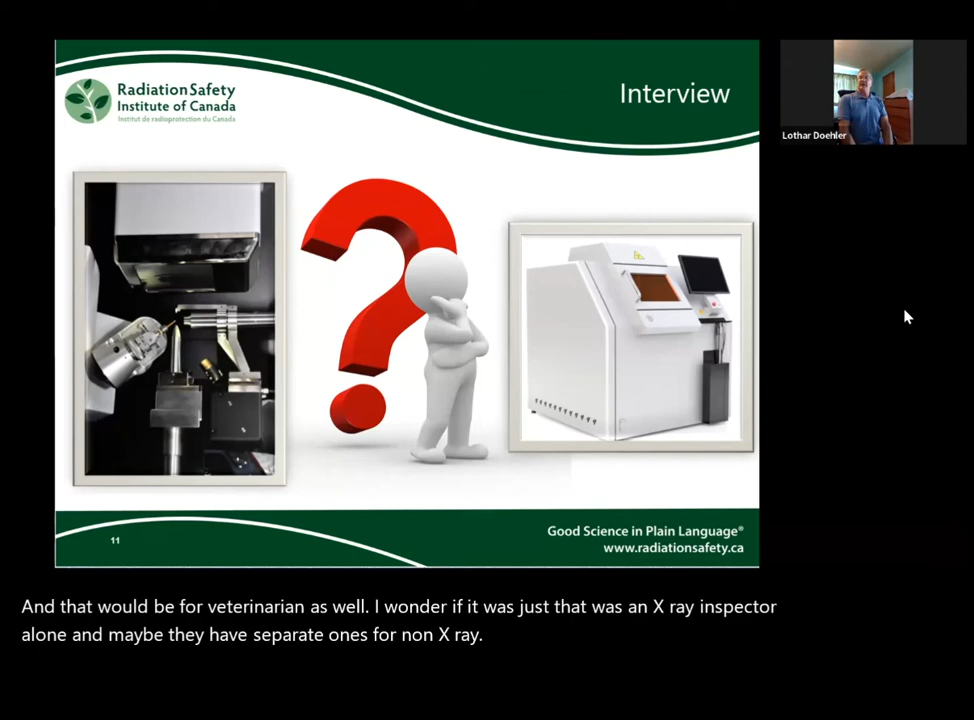 Radiation Safety
Institute of Canada
Institut de radioprotection du Canada
Interview
Lothar Doehler
11
Good Science in Plain Language®
www.radiationsafety.ca
And that would be for veterinarian as well. I wonder if it was just that was an X ray inspector
alone and maybe they have separate ones for non X ray.